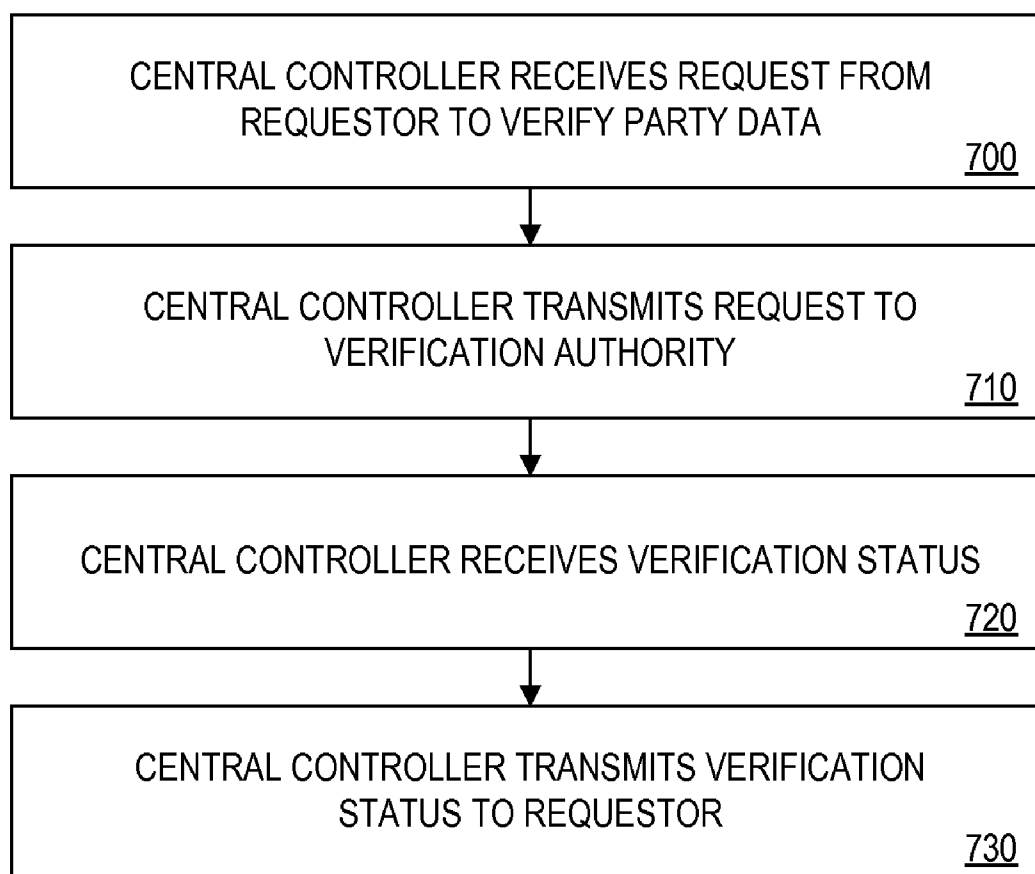 CENTRAL CONTROLLER RECEIVES REQUEST FROM
REQUESTOR TO VERIFY PARTY DATA
700
CENTRAL CONTROLLER TRANSMITS REQUEST TO
VERIFICATION AUTHORITY
710
CENTRAL CONTROLLER RECEIVES VERIFICATION STATUS
720
CENTRAL CONTROLLER TRANSMITS VERIFICATION
STATUS TO REQUESTOR
730